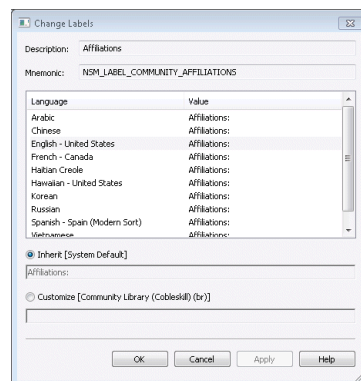 Change Labels
Description: Affiliations
Mnemonic: NSM_LABEL_COMMUNITY_AFFILIATIONS
Language Value
Arabic Affiliations:
Chinese Affiliations:
English - United States Affiliations:
French - Canada Affiliations:
Haitian Creole Affiliations:
Hawaiian - United States Affiliations:
Korean Affiliations:
Russian Affiliations:
Spanish - Spain (Modern Sort) Affiliations:
Vietnamese Affiliations:
Inherit [System Default]
Affiliations:
Customize [Community Library (Cobleskill) (br)]
OK Cancel Apply Help